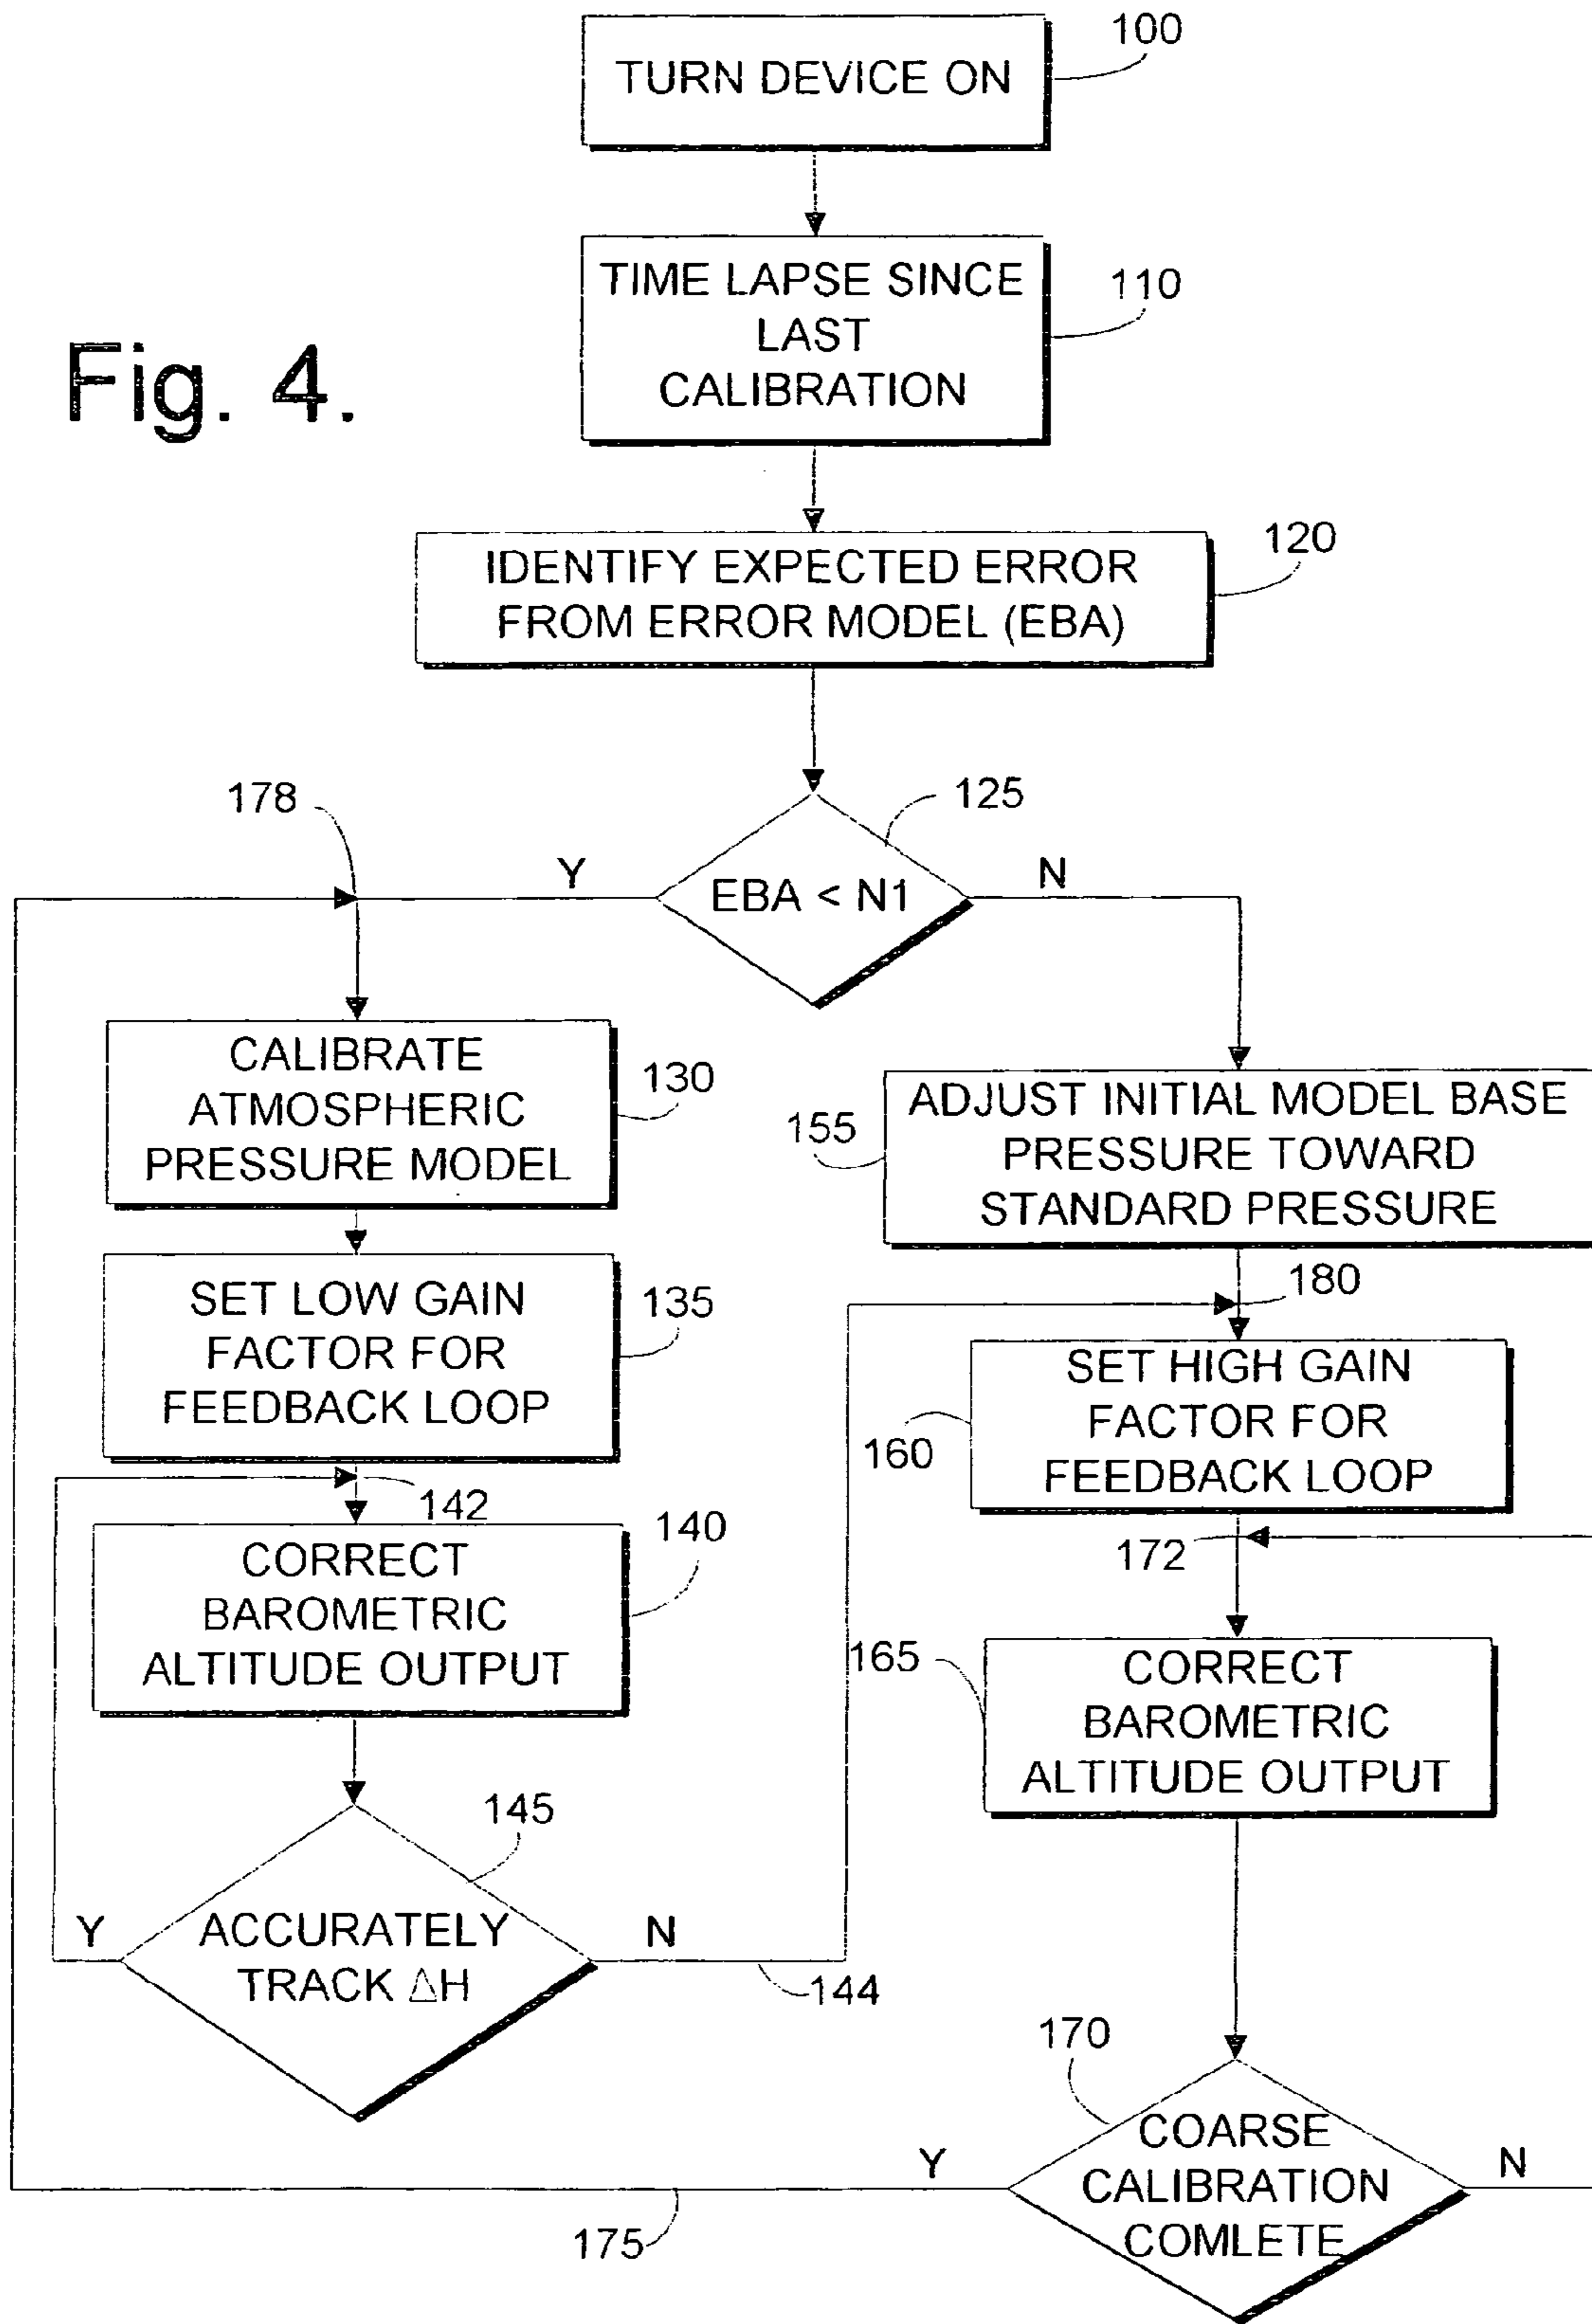 100
TURN DEVICE ON
TIME LAPSE SINCE
LAST
CALIBRATION
110
Fig. 4.
IDENTIFY EXPECTED ERROR
FROM ERROR MODEL (EBA)
120
178
125
Y
EBA < N1
N
CALIBRATE
ATMOSPHERIC
PRESSURE MODEL
130
155
ADJUST INITIAL MODEL BASE
PRESSURE TOWARD
STANDARD PRESSURE
SET LOW GAIN
FACTOR FOR
FEEDBACK LOOP
135
180
SET HIGH GAIN
FACTOR FOR
FEEDBACK LOOP
160
142
172
CORRECT
BAROMETRIC
ALTITUDE OUTPUT
140
165
CORRECT
BAROMETRIC
ALTITUDE OUTPUT
145
Y
ACCURATELY
TRACK ΔH
N
144
170
Y
COARSE
CALIBRATION
COMLETE
N
175